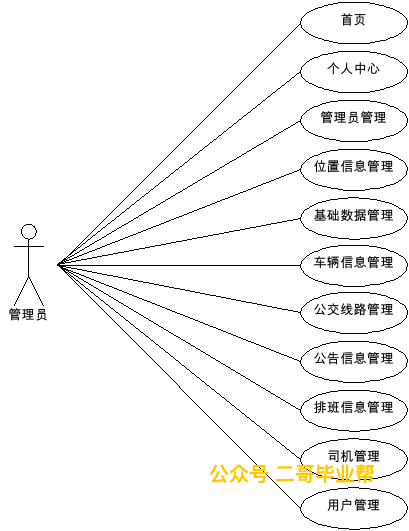 首页
个人中心
管理员管理
位置信息管理
基础数据管理
车辆信息管理
管理员
公交线路管理
公告信息管理
排班信息管理
司机管理
公众号 二哥毕业帮
用户管理